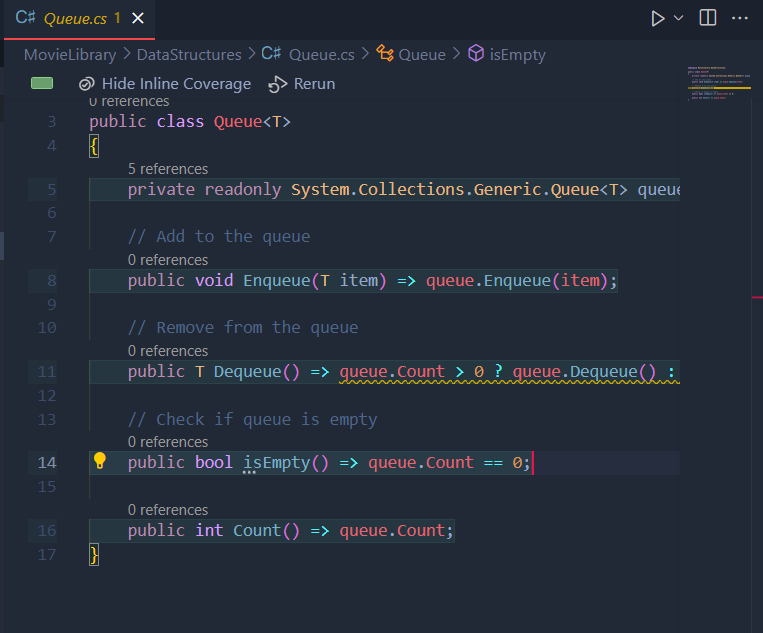 C# Queue.cs 1
MovieLibrary > DataStructures > C# Queue.cs > Queue > isEmpty
Hide Inline Coverage Rerun
0 references
3 public class Queue<T>
4 {
5 references
5 private readonly System.Collections.Generic.Queue<T> queue
6
7 // Add to the queue
0 references
8 public void Enqueue(T item) => queue.Enqueue(item);
9
10 // Remove from the queue
0 references
11 public T Dequeue() => queue.Count > 0 ? queue.Dequeue() :
12
13 // Check if queue is empty
0 references
14 public bool isEmpty() => queue.Count == 0;
15
0 references
16 public int Count() => queue.Count;
17 }